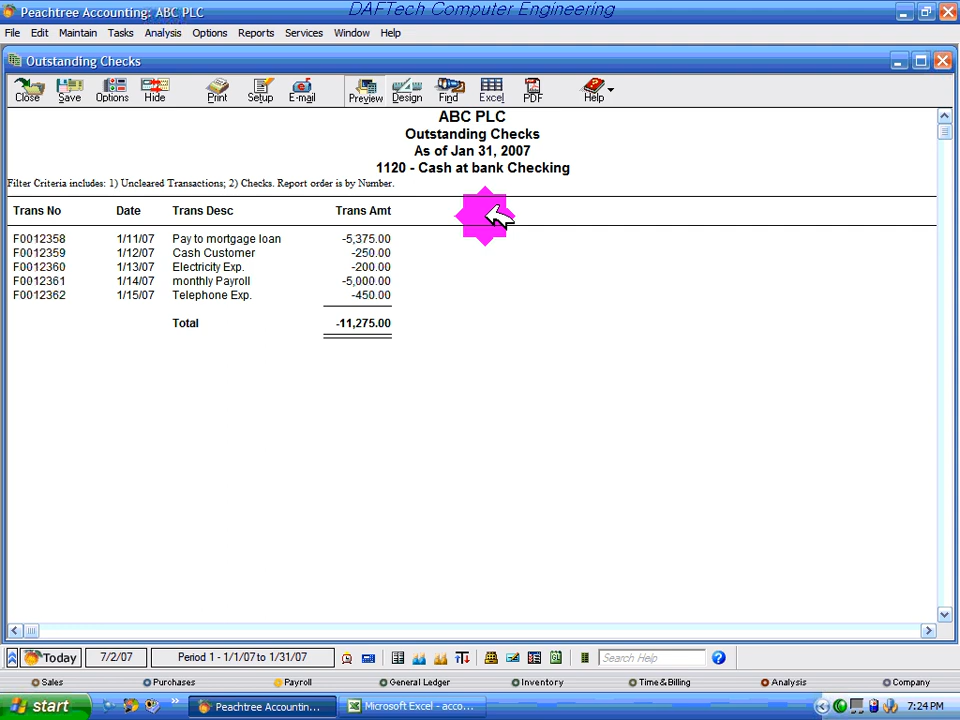 Peachtree Accounting: ABC PLC
DAFTech Computer Engineering
File Edit Maintain Tasks Analysis Options Reports Services Window Help
Outstanding Checks
Close Save Options Hide Print Setup E-mail Preview Design Find Excel PDF Help
ABC PLC
Outstanding Checks
As of Jan 31, 2007
1120 - Cash at bank Checking
Filter Criteria includes: 1) Uncleared Transactions; 2) Checks. Report order is by Number.
Trans No Date Trans Desc Trans Amt
F0012358 1/11/07 Pay to mortgage loan -5,375.00
F0012359 1/12/07 Cash Customer -250.00
F0012360 1/13/07 Electricity Exp. -200.00
F0012361 1/14/07 monthly Payroll -5,000.00
F0012362 1/15/07 Telephone Exp. -450.00
Total -11,275.00
Today 7/2/07 Period 1 - 1/1/07 to 1/31/07 Search Help
Sales Purchases Payroll General Ledger Inventory Time & Billing Analysis Company
start Peachtree Accountin... Microsoft Excel - acco... 7:24 PM